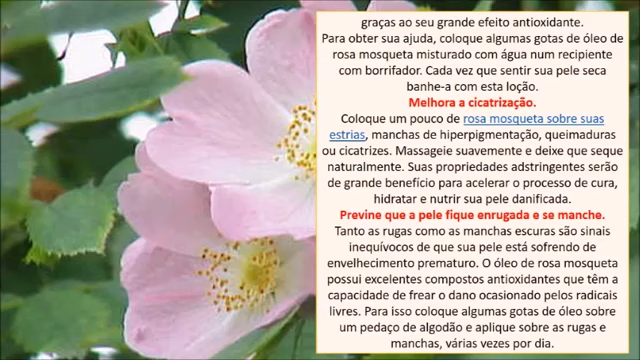 graças ao seu grande efeito antioxidante.
Para obter sua ajuda, coloque algumas gotas de óleo de
rosa mosqueta misturado com água num recipiente
com borrifador. Cada vez que sentir sua pele seca
banhe-a com esta loção.
Melhora a cicatrização.
Coloque um pouco de rosa mosqueta sobre suas
estrias, manchas de hiperpigmentação, queimaduras
ou cicatrizes. Massageie suavemente e deixe que seque
naturalmente. Suas propriedades adstringentes serão
de grande benefício para acelerar o processo de cura,
hidratar e nutrir sua pele danificada.
Previne que a pele fique enrugada e se manche.
Tanto as rugas como as manchas escuras são sinais
inequívocos de que sua pele está sofrendo de
envelhecimento prematuro. O óleo de rosa mosqueta
possui excelentes compostos antioxidantes que têm a
capacidade de frear o dano ocasionado pelos radicais
livres. Para isso coloque algumas gotas de óleo sobre
um pedaço de algodão e aplique sobre as rugas e
manchas, várias vezes por dia.